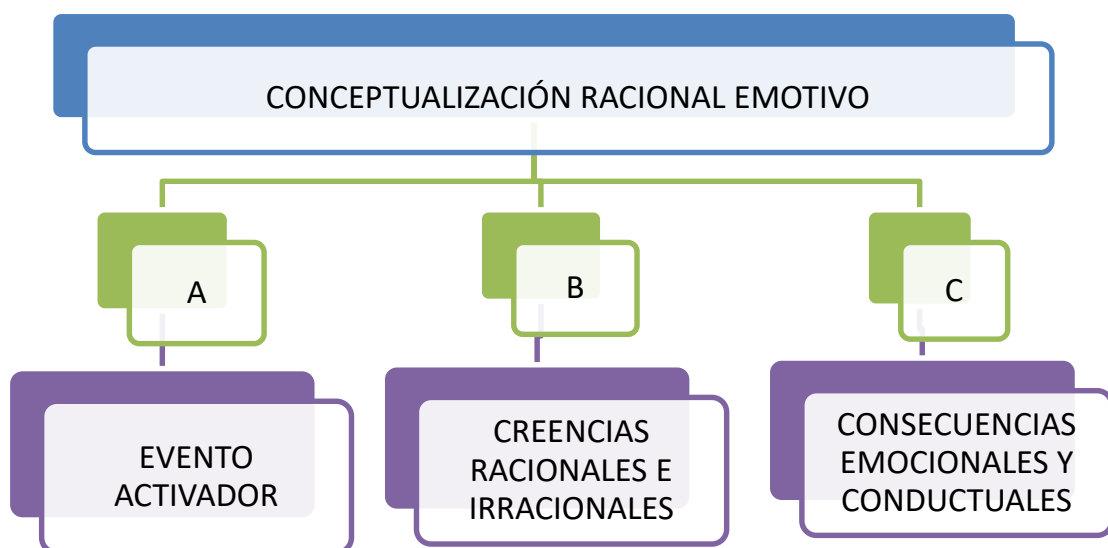 CONCEPTUALIZACIÓN RACIONAL EMOTIVO
A
B
C
EVENTO
ACTIVADOR
CREENCIAS
RACIONALES E
IRRACIONALES
CONSECUENCIAS
EMOCIONALES Y
CONDUCTUALES